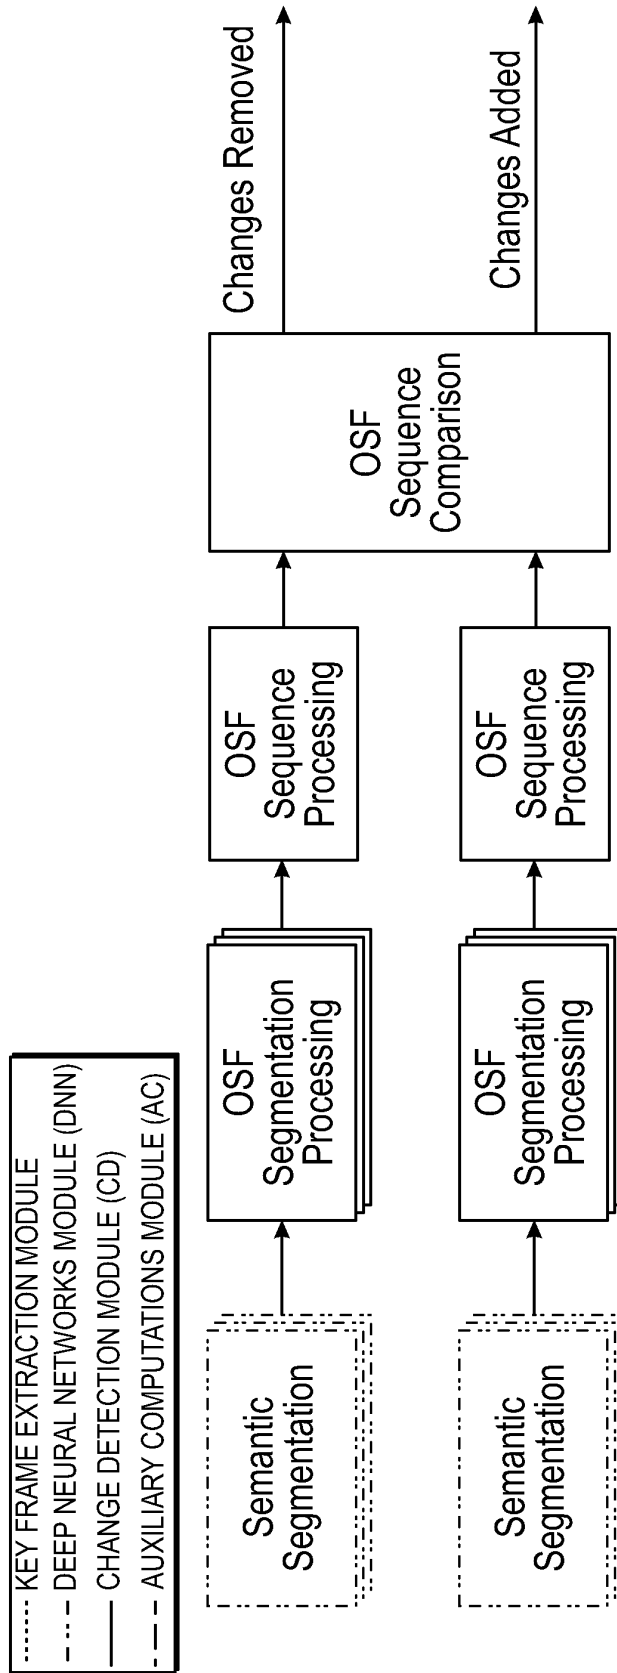 KEY FRAME EXTRACTION MODULE
DEEP NEURAL NETWORKS MODULE (DNN)
CHANGE DETECTION MODULE (CD)
AUXILIARY COMPUTATIONS MODULE (AC)
Semantic
Segmentation
OSF
Segmentation
Processing
OSF
Sequence
Processing
OSF
Sequence
Comparison
Changes Removed
Semantic
Segmentation
OSF
Segmentation
Processing
OSF
Sequence
Processing
Changes Added